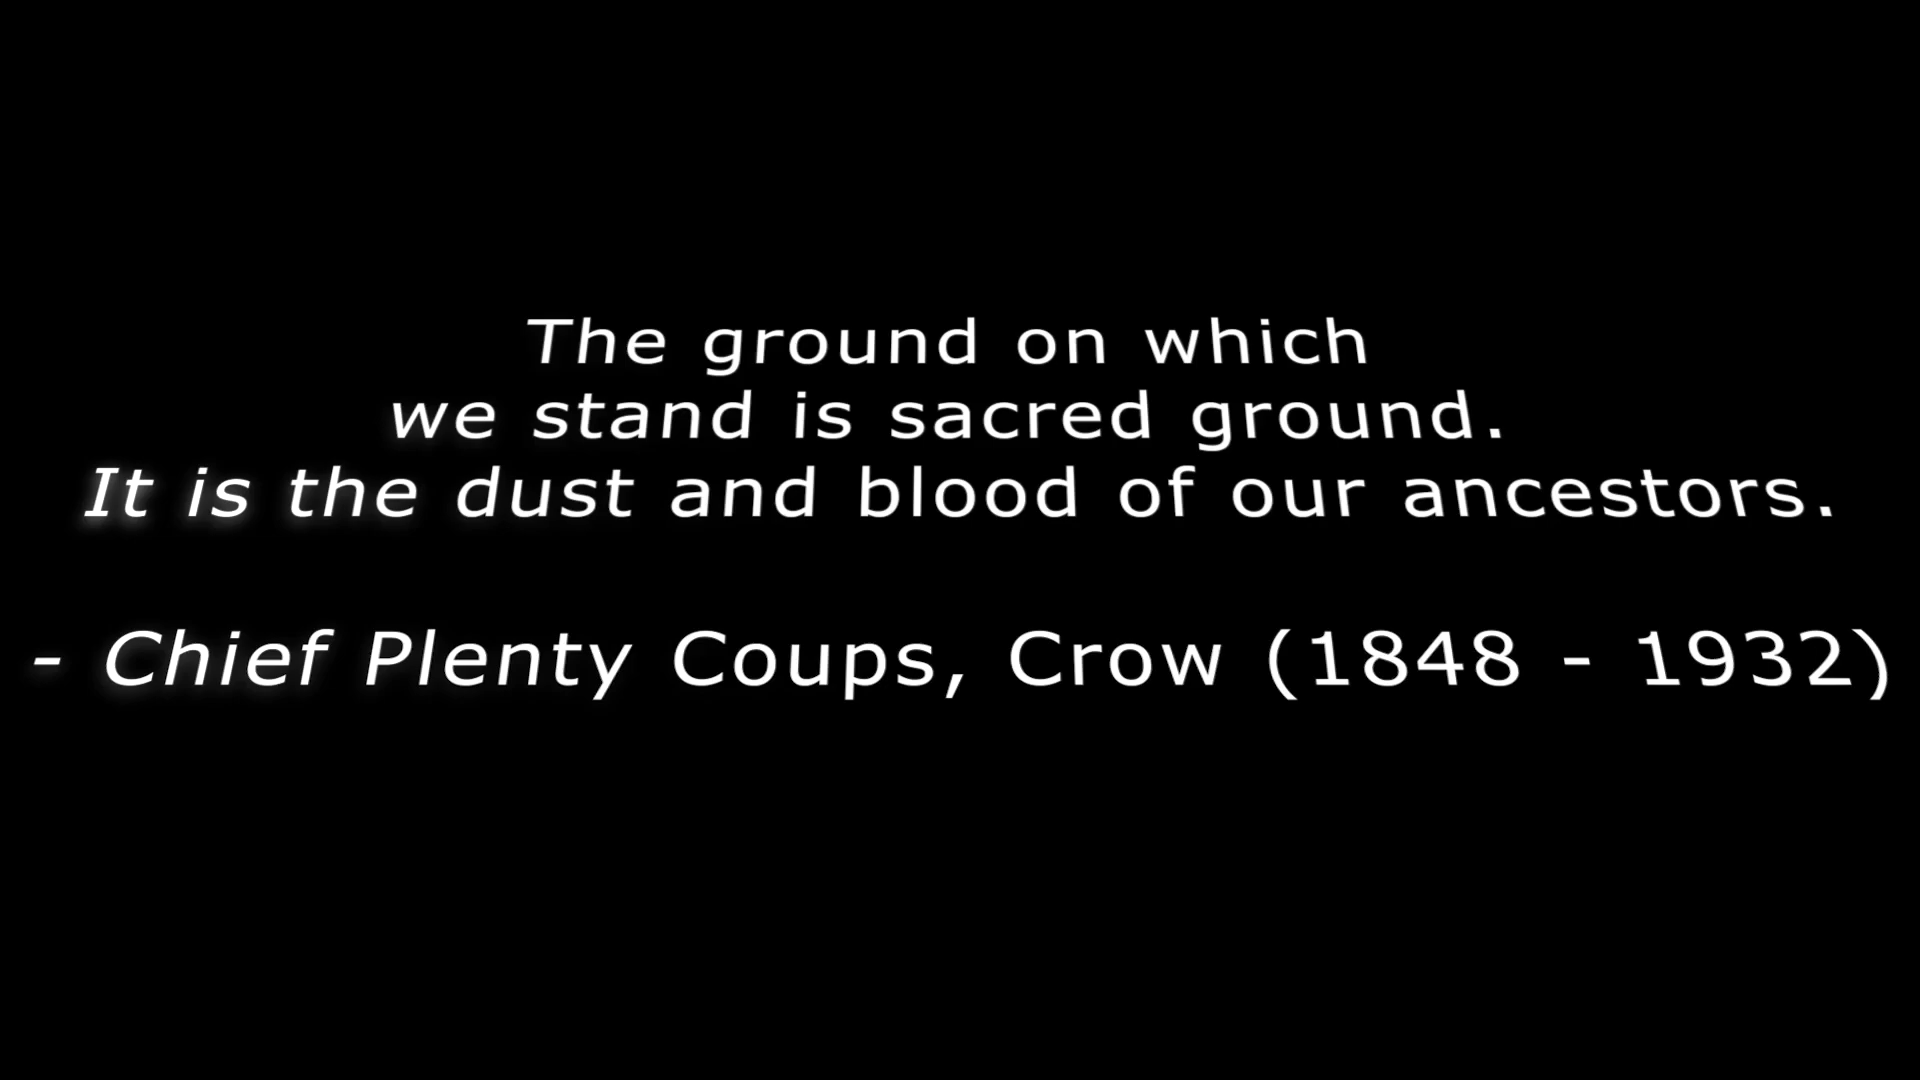 The ground on which
we stand is sacred ground.
It is the dust and blood of our ancestors.
- Chief Plenty Coups, Crow (1848 - 1932)